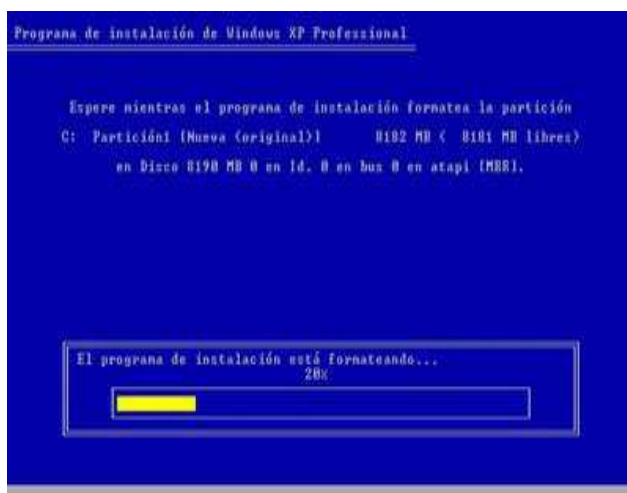 Programa de instalación de Windows XP Professional
Espere mientras el programa de instalación formatea la partición
C: Partición1 [Nueva (original)] 8182 MB ( 8181 MB libres)
en Disco 8190 MB 0 en Id. 0 en bus 0 en atapi [MBR].
El programa de instalación está formateando...
20%